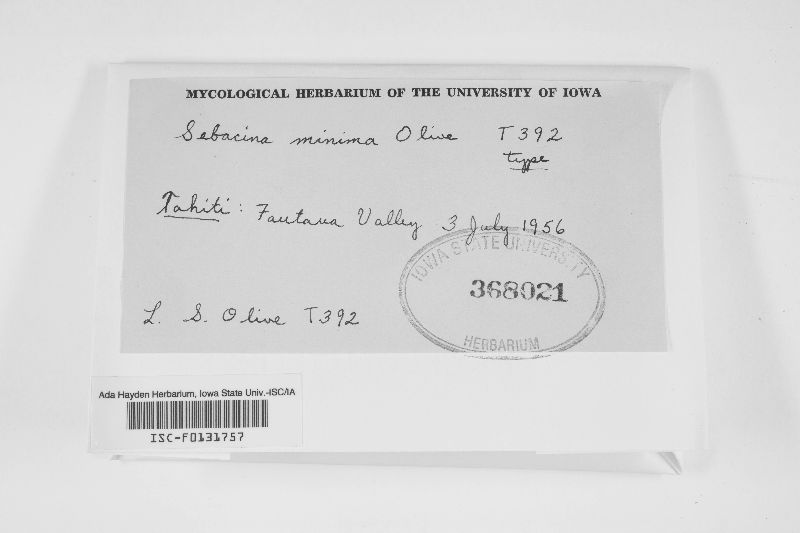 MYCOLOGICAL HERBARIUM OF THE UNIVERSITY OF IOWA
Sebacina minima Olive T392
type
Tahiti: Fautaua Valley 3 July 1956
IOWA STATE UNIVERSITY
368021
HERBARIUM
L. S. Olive T392
Ada Hayden Herbarium, Iowa State Univ.-ISC/IA
ISC-F0131757